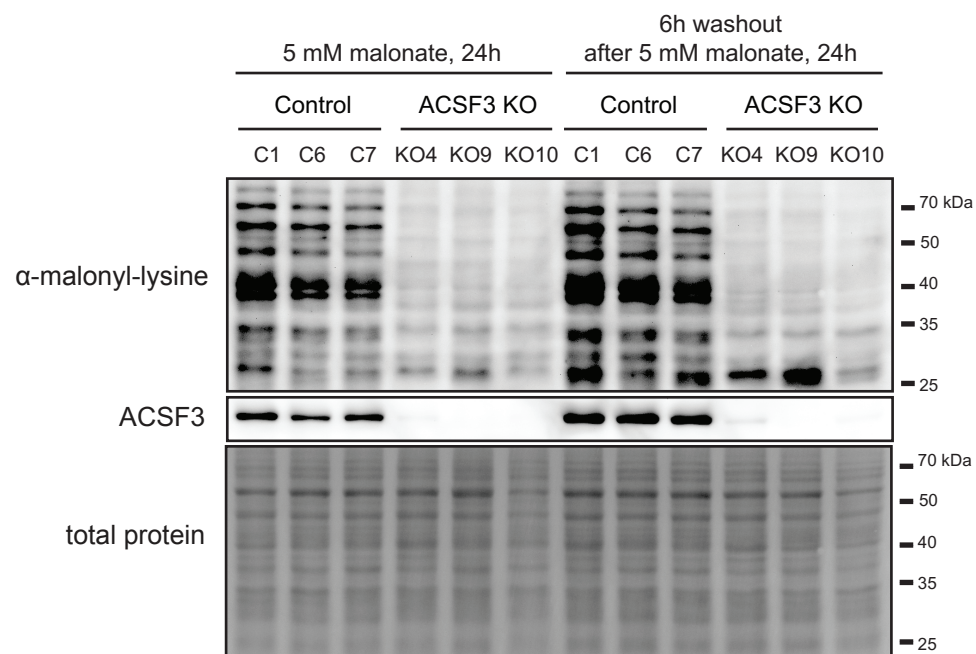 6h washout
5 mM malonate, 24h after 5 mM malonate, 24h
Control ACSF3 KO Control ACSF3 KO
C1 C6 C7 KO4 KO9 KO10 C1 C6 C7 KO4 KO9 KO10
α-malonyl-lysine
70 kDa
50
40
35
25
ACSF3
total protein
70 kDa
50
40
35
25